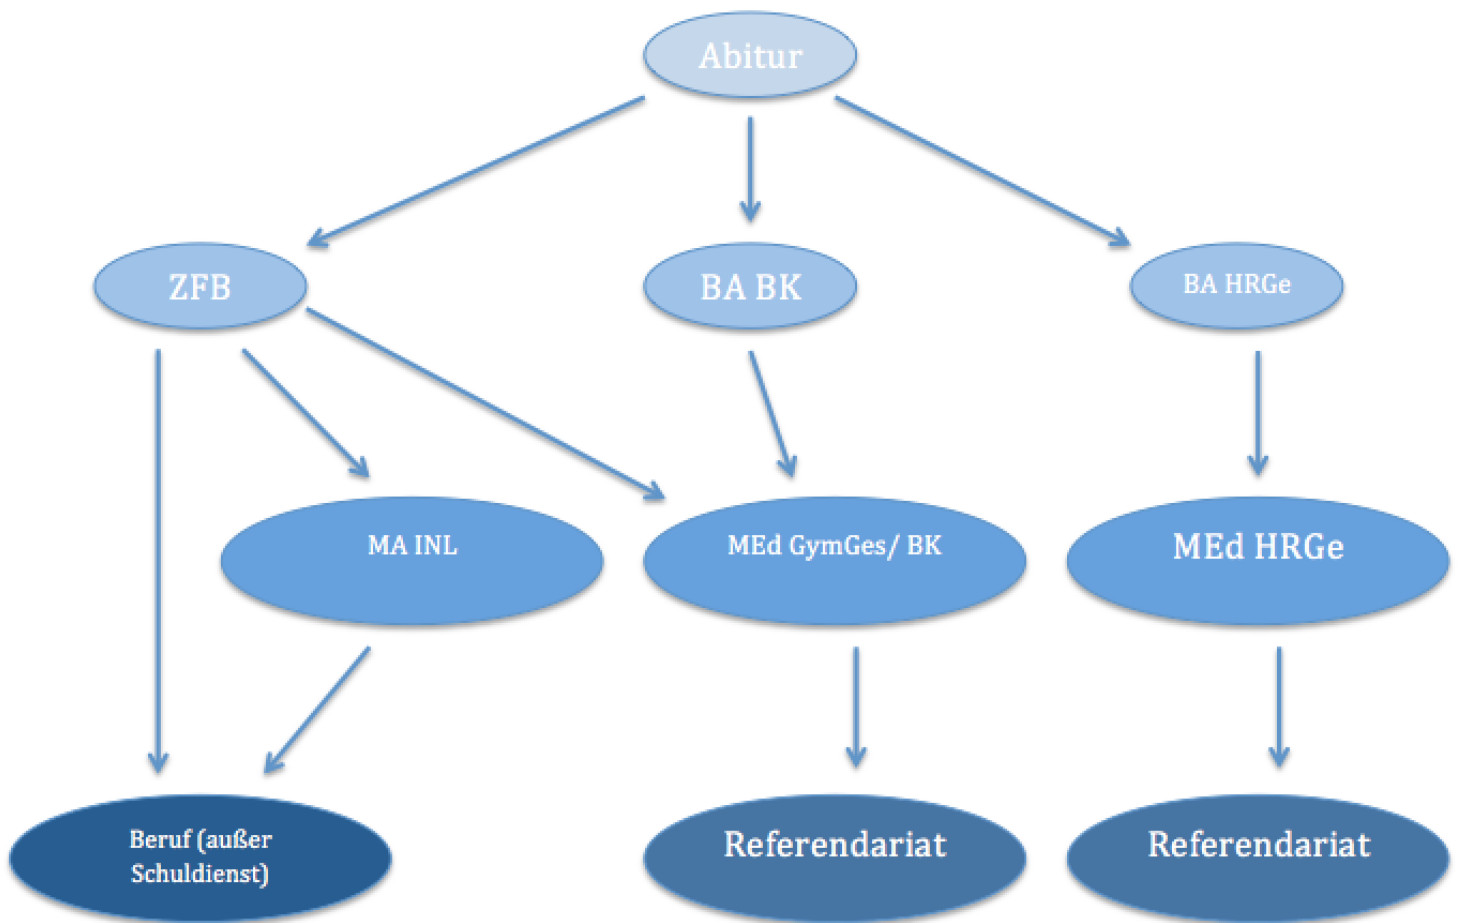 Abitur
ZFB
BA BK
BA HRGe
MA INL
MEd GymGes/ BK
MEd HRGe
Beruf (außer
Schuldienst)
Referendariat
Referendariat